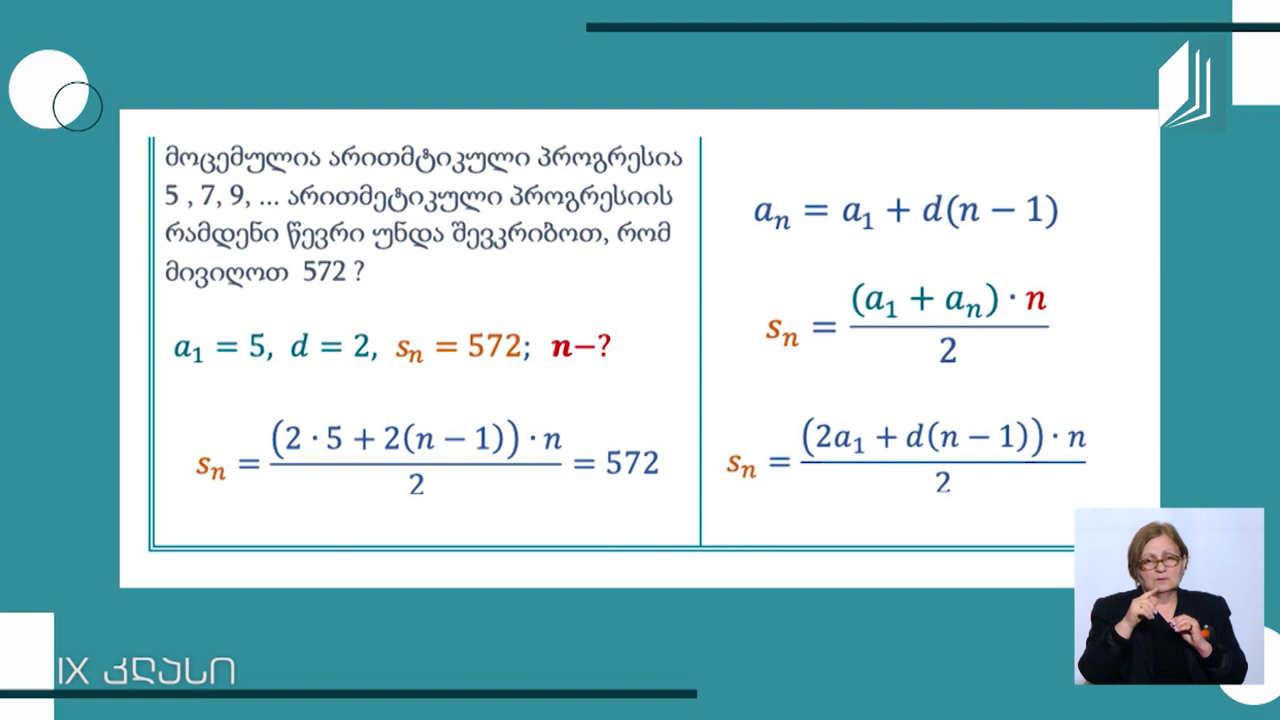 მოცემულია არითმტიკული პროგრესია
5 , 7, 9, ... არითმეტიკული პროგრესიის
რამდენი წევრი უნდა შევკრიბოთ, რომ
მივიღოთ 572 ?
a₁ = 5, d = 2, sₙ = 572; n−?
sₙ = (2 · 5 + 2(n − 1)) · n / 2 = 572
aₙ = a₁ + d(n − 1)
sₙ = (a₁ + aₙ) · n / 2
sₙ = (2a₁ + d(n − 1)) · n / 2
IX კლასი